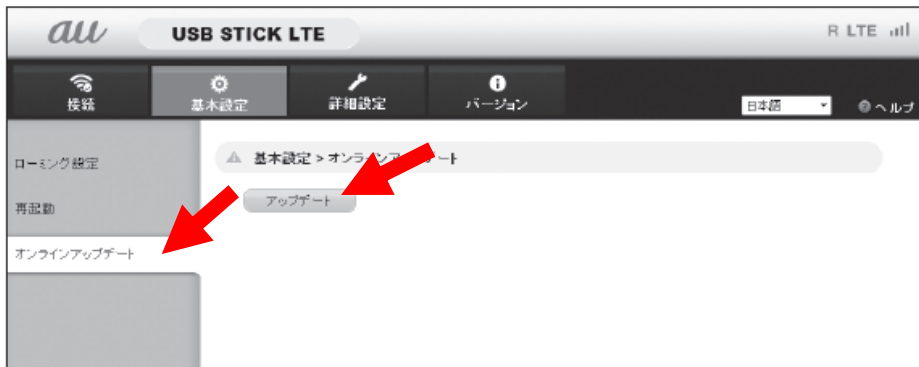 au USB STICK LTE R LTE
接続 基本設定 詳細設定 バージョン 日本語 ヘルプ
ローミング設定
再起動
オンラインアップデート
基本設定 > オンラインアップデート
アップデート